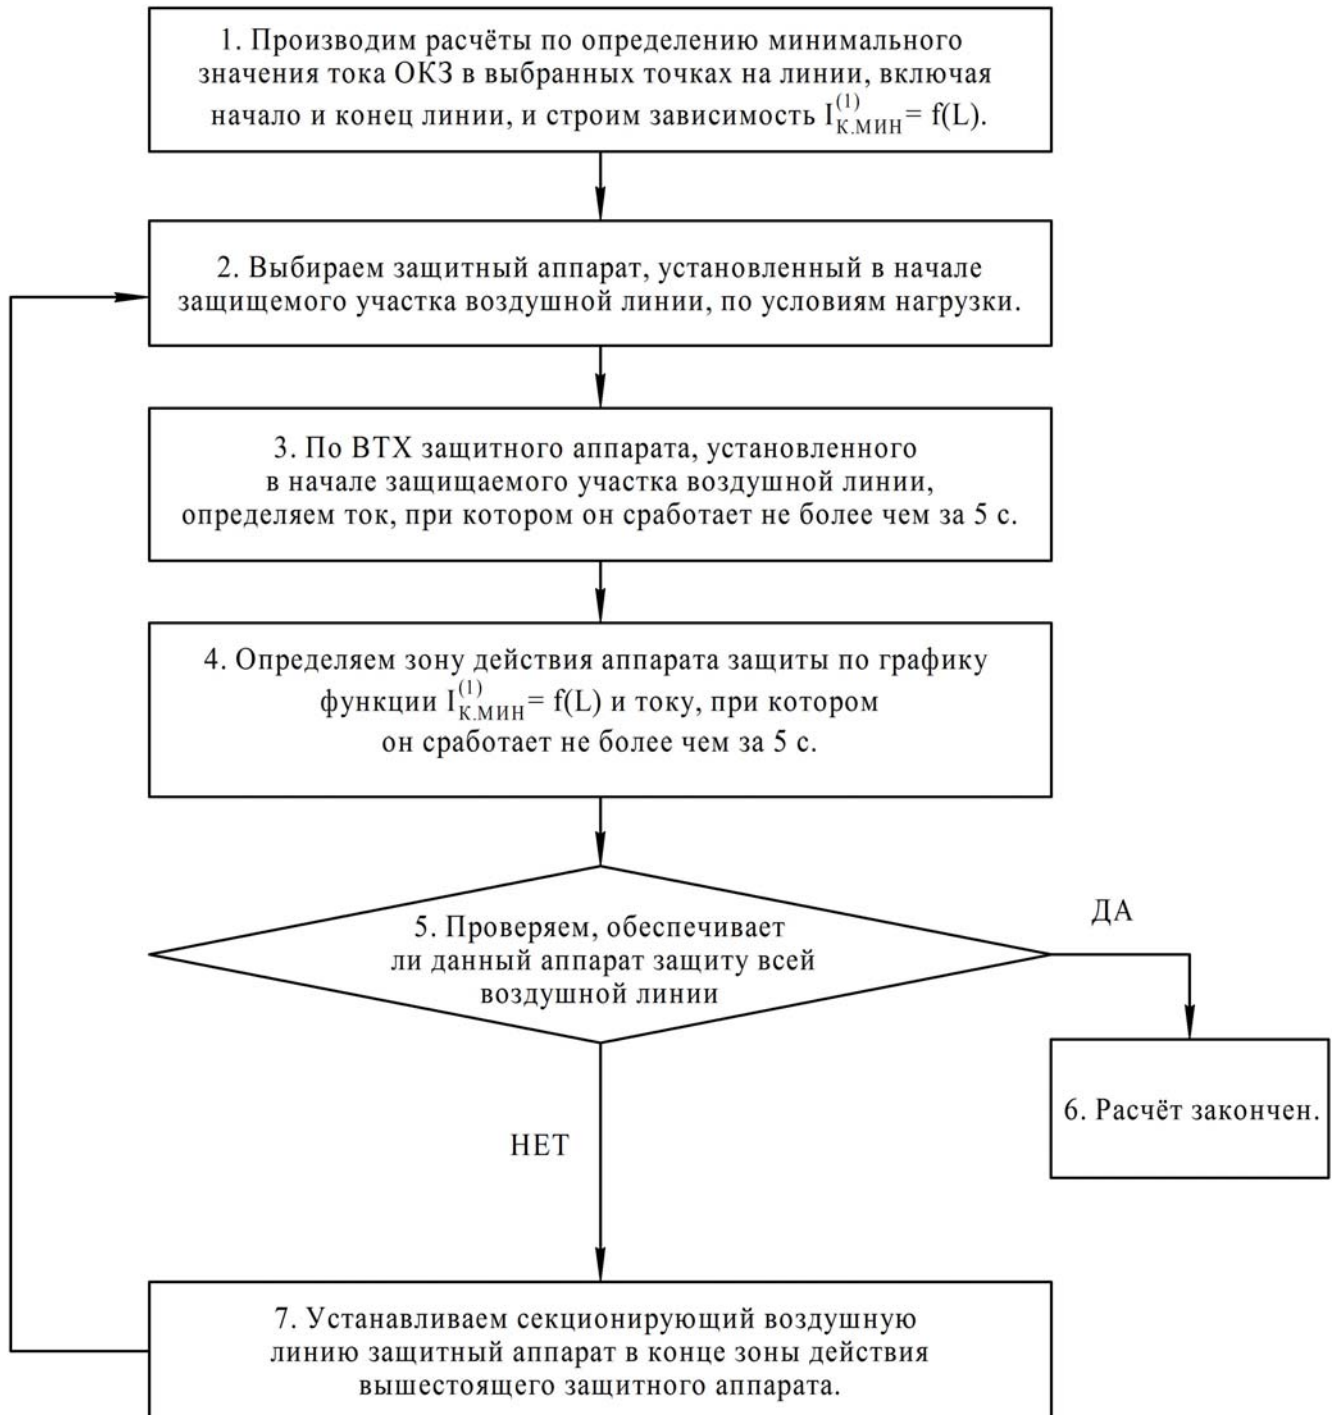 1. Производим расчёты по определению минимального
значения тока ОКЗ в выбранных точках на линии, включая
начало и конец линии, и строим зависимость I(1)К.МИН= f(L).
2. Выбираем защитный аппарат, установленный в начале
защищемого участка воздушной линии, по условиям нагрузки.
3. По ВТХ защитного аппарата, установленного
в начале защищаемого участка воздушной линии,
определяем ток, при котором он сработает не более чем за 5 с.
4. Определяем зону действия аппарата защиты по графику
функции I(1)К.МИН= f(L) и току, при котором
он сработает не более чем за 5 с.
5. Проверяем, обеспечивает
ли данный аппарат защиту всей
воздушной линии
ДА
6. Расчёт закончен.
НЕТ
7. Устанавливаем секционирующий воздушную
линию защитный аппарат в конце зоны действия
вышестоящего защитного аппарата.